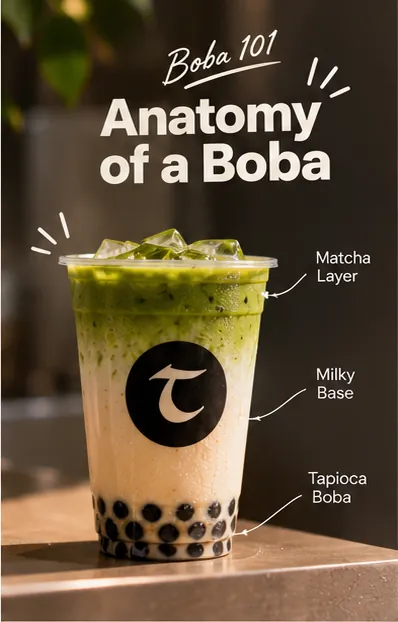 Boba 101
Anatomy
of a Boba
Matcha
Layer
Milky
Base
Tapioca
Boba